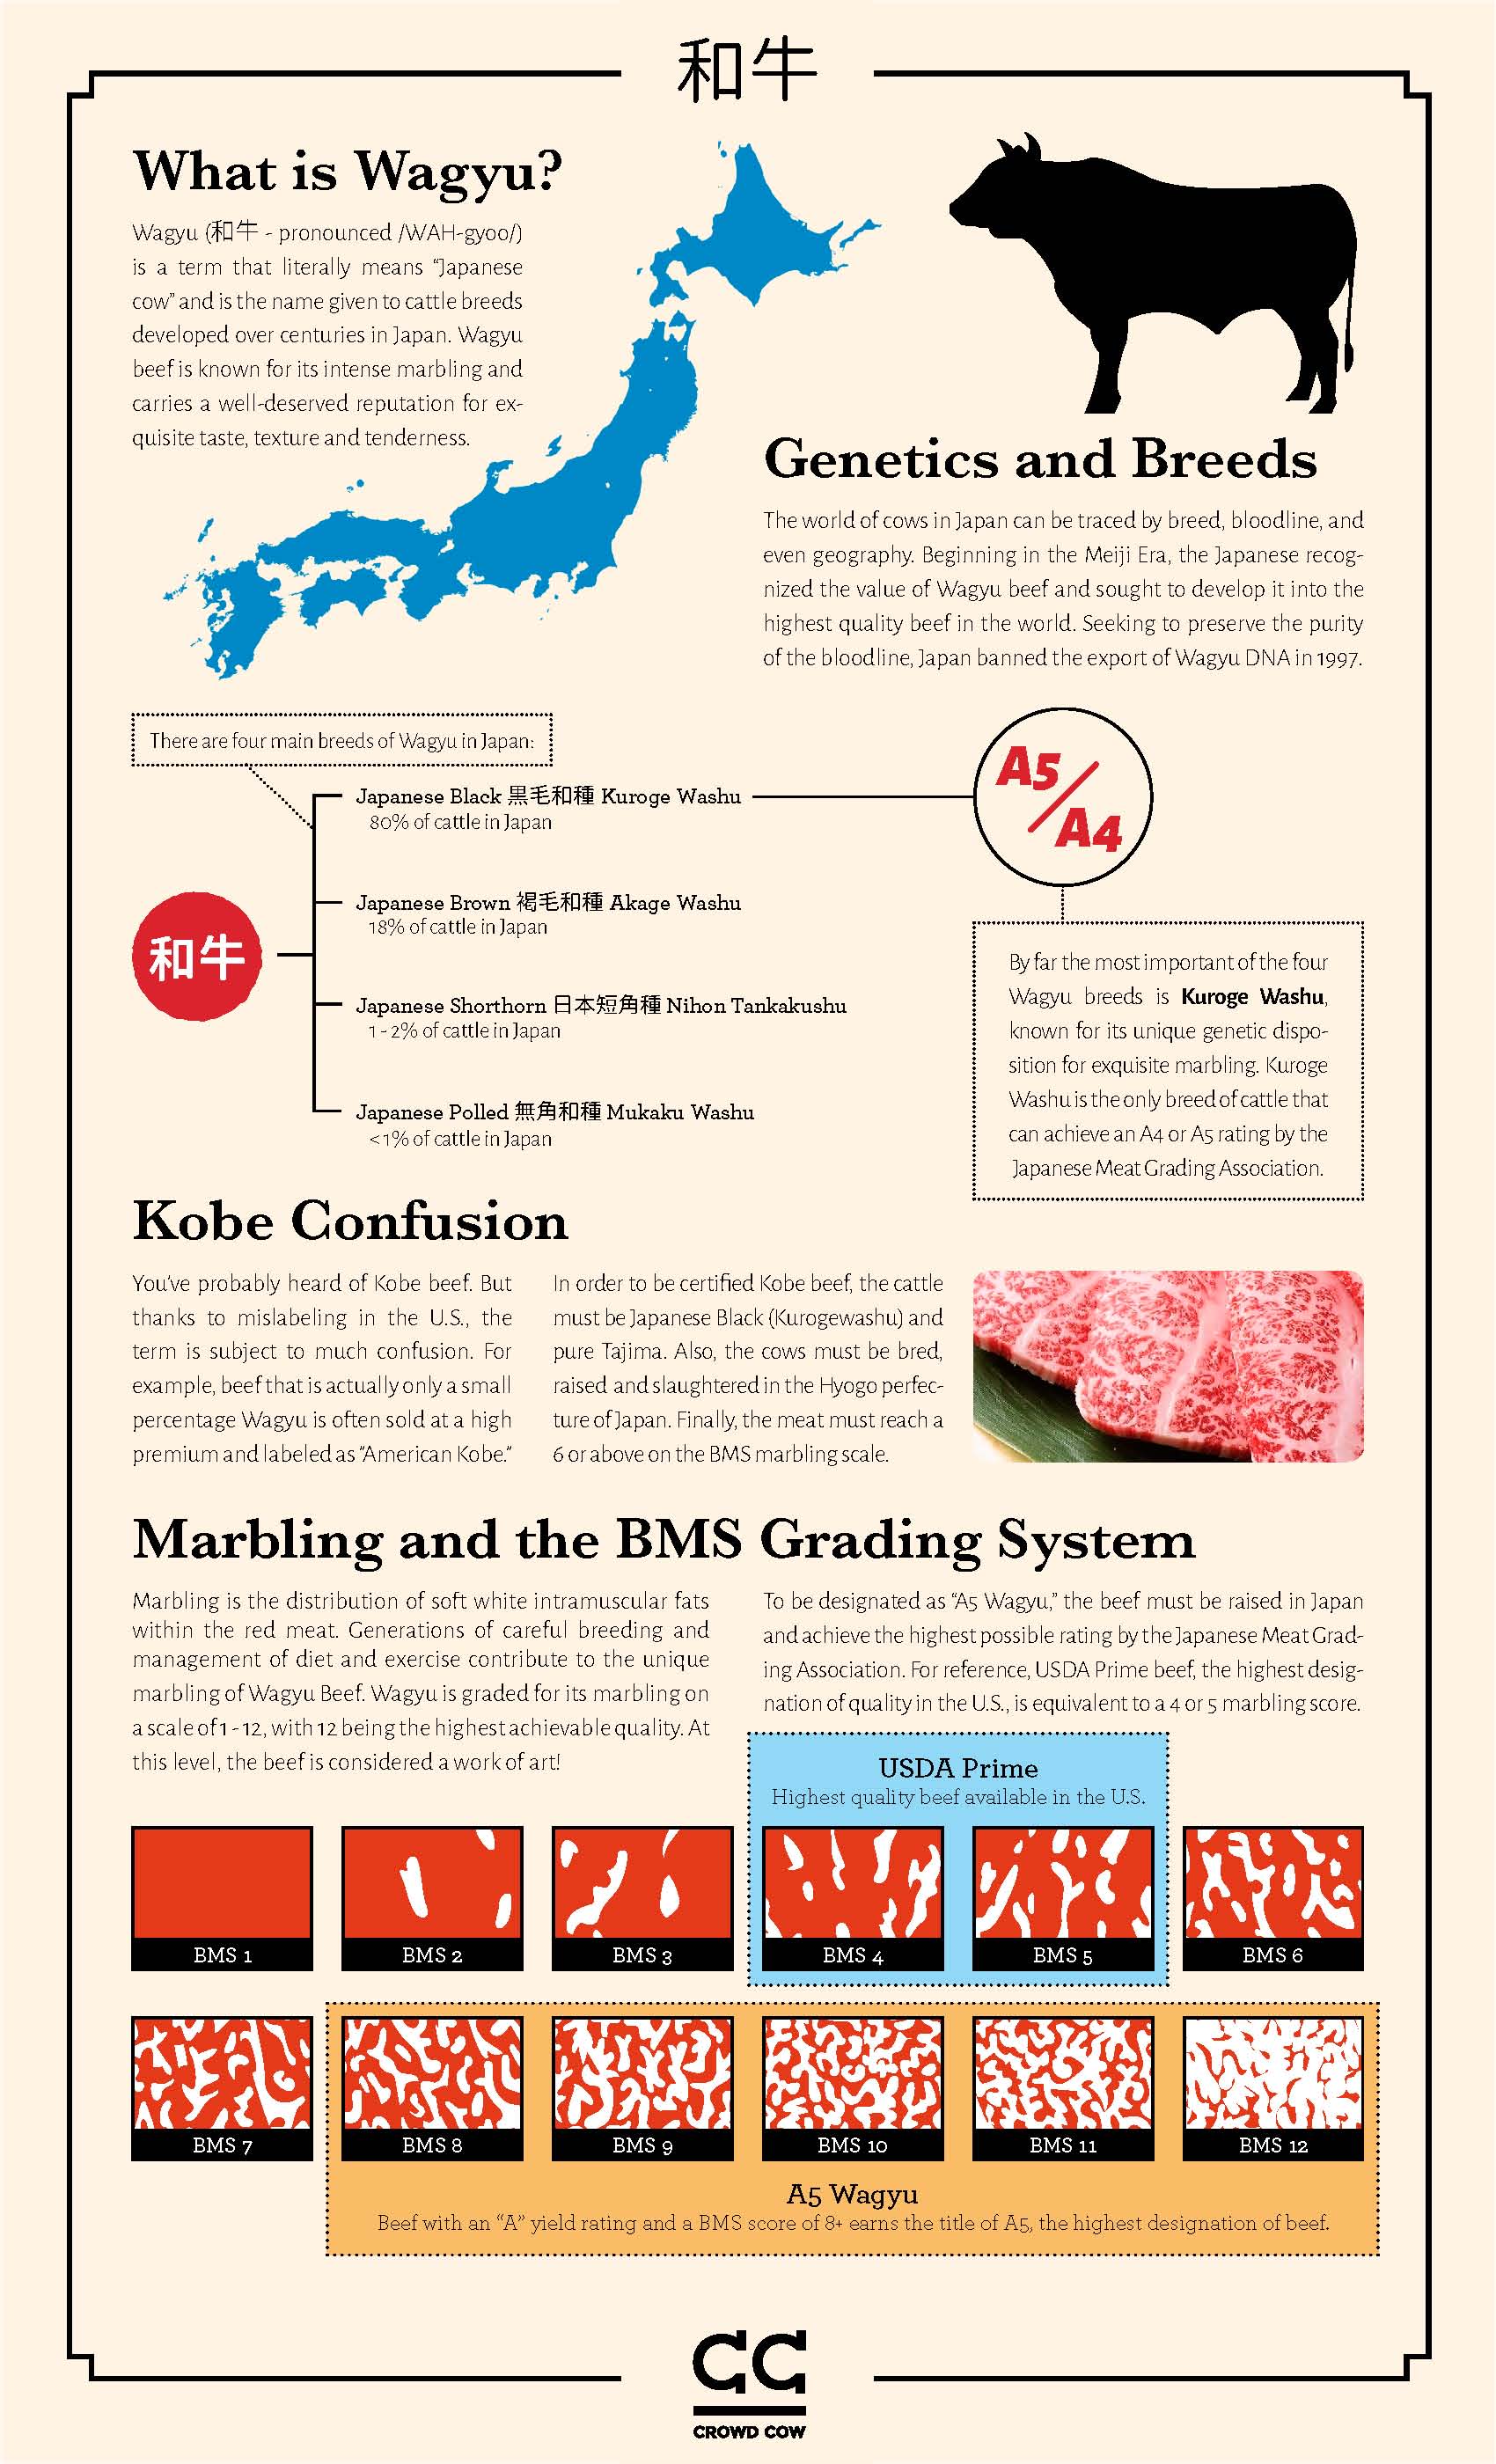 和牛
What is Wagyu?
Wagyu (和牛 - pronounced /WAH-gyoo/)
is a term that literally means “Japanese
cow” and is the name given to cattle breeds
developed over centuries in Japan. Wagyu
beef is known for its intense marbling and
carries a well-deserved reputation for ex-
quisite taste, texture and tenderness.
Genetics and Breeds
The world of cows in Japan can be traced by breed, bloodline, and
even geography. Beginning in the Meiji Era, the Japanese recog-
nized the value of Wagyu beef and sought to develop it into the
highest quality beef in the world. Seeking to preserve the purity
of the bloodline, Japan banned the export of Wagyu DNA in 1997.
There are four main breeds of Wagyu in Japan:
和牛
Japanese Black 黒毛和種 Kuroge Washu
80% of cattle in Japan
Japanese Brown 褐毛和種 Akage Washu
18% of cattle in Japan
Japanese Shorthorn 日本短角種 Nihon Tankakushu
1 - 2% of cattle in Japan
Japanese Polled 無角和種 Mukaku Washu
<1% of cattle in Japan
A5/
A4
By far the most important of the four
Wagyu breeds is Kuroge Washu,
known for its unique genetic dispo-
sition for exquisite marbling. Kuroge
Washu is the only breed of cattle that
can achieve an A4 or A5 rating by the
Japanese Meat Grading Association.
Kobe Confusion
You’ve probably heard of Kobe beef. But
thanks to mislabeling in the U.S., the
term is subject to much confusion. For
example, beef that is actually only a small
percentage Wagyu is often sold at a high
premium and labeled as “American Kobe.”
In order to be certified Kobe beef, the cattle
must be Japanese Black (Kurogewashu) and
pure Tajima. Also, the cows must be bred,
raised and slaughtered in the Hyogo perfec-
ture of Japan. Finally, the meat must reach a
6 or above on the BMS marbling scale.
Marbling and the BMS Grading System
Marbling is the distribution of soft white intramuscular fats
within the red meat. Generations of careful breeding and
management of diet and exercise contribute to the unique
marbling of Wagyu Beef. Wagyu is graded for its marbling on
a scale of 1 - 12, with 12 being the highest achievable quality. At
this level, the beef is considered a work of art!
To be designated as “A5 Wagyu,” the beef must be raised in Japan
and achieve the highest possible rating by the Japanese Meat Grad-
ing Association. For reference, USDA Prime beef, the highest desig-
nation of quality in the U.S., is equivalent to a 4 or 5 marbling score.
USDA Prime
Highest quality beef available in the U.S.
BMS 1
BMS 2
BMS 3
BMS 4
BMS 5
BMS 6
BMS 7
BMS 8
BMS 9
BMS 10
BMS 11
BMS 12
A5 Wagyu
Beef with an “A” yield rating and a BMS score of 8+ earns the title of A5, the highest designation of beef.
CC
CROWD COW